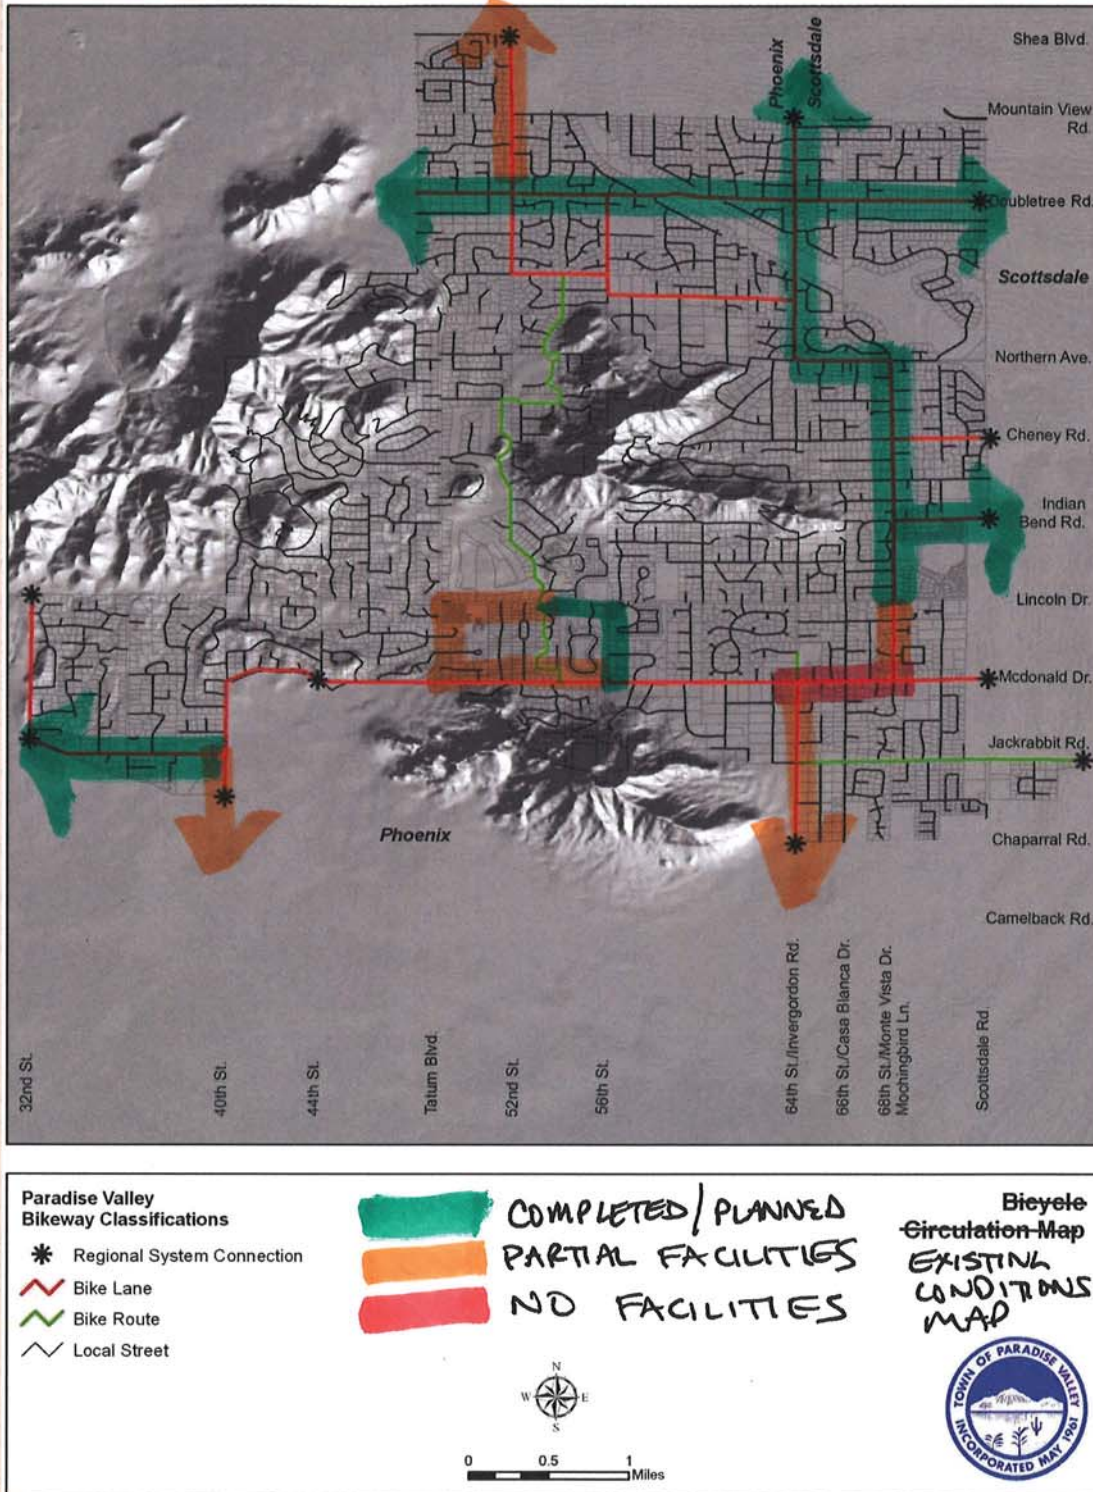 Shea Blvd.
Phoenix
Scottsdale
Mountain View
Rd.
Doubletree Rd.
Scottsdale
Northern Ave.
Cheney Rd.
Indian
Bend Rd.
Lincoln Dr.
Mcdonald Dr.
Jackrabbit Rd.
Phoenix
Chaparral Rd.
Camelback Rd.
32nd St.
40th St.
44th St.
Tatum Blvd.
52nd St.
56th St.
64th St./Invergordon Rd.
66th St./Casa Blanca Dr.
68th St./Monte Vista Dr.
Mochingbird Ln.
Scottsdale Rd.
Paradise Valley
Bikeway Classifications
Regional System Connection
Bike Lane
Bike Route
Local Street
COMPLETED/PLANNED
PARTIAL FACILITIES
NO FACILITIES
Bicycle
Circulation Map
EXISTING
CONDITIONS
MAP
N
W E
S
0 0.5 1
Miles
TOWN OF PARADISE VALLEY
INCORPORATED MAY 1961